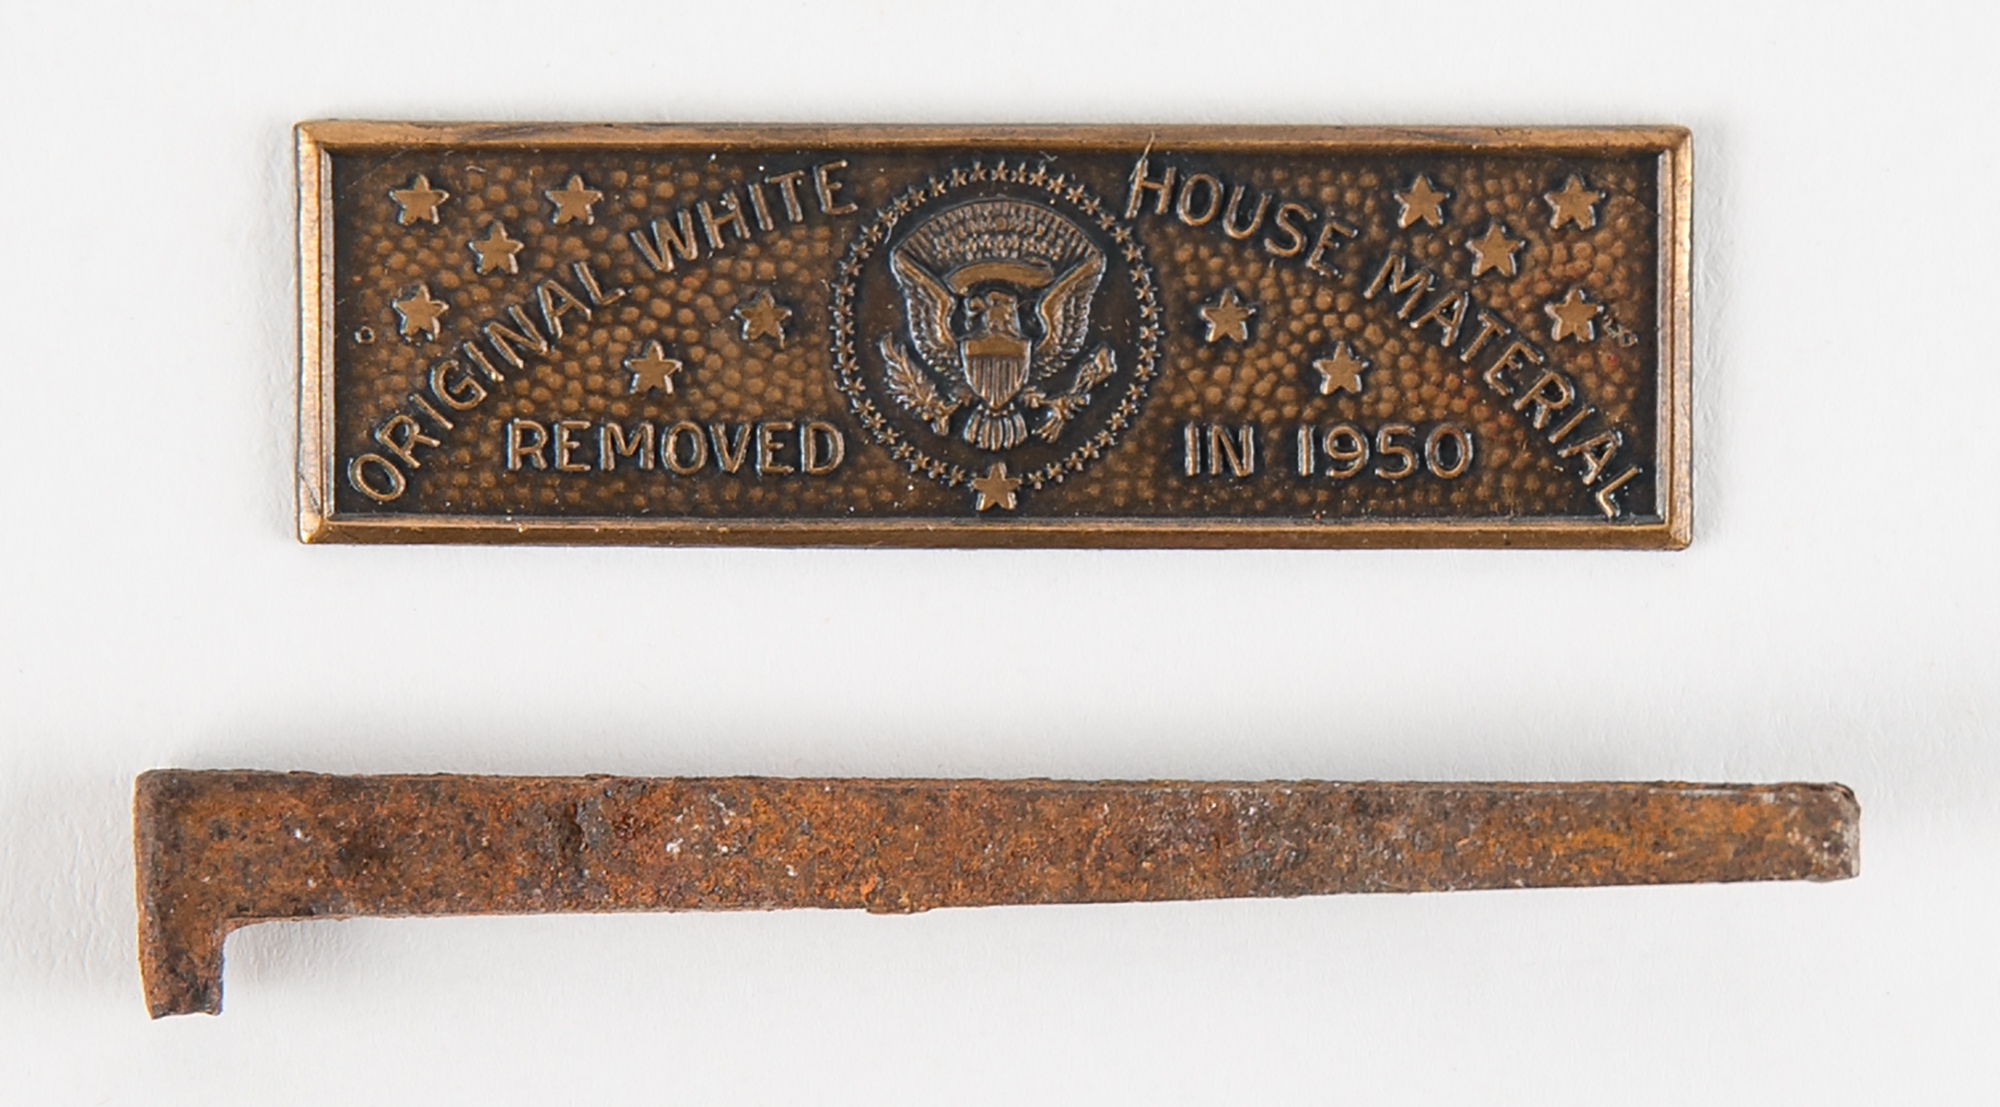 ORIGINAL WHITE HOUSE MATERIAL
REMOVED IN 1950